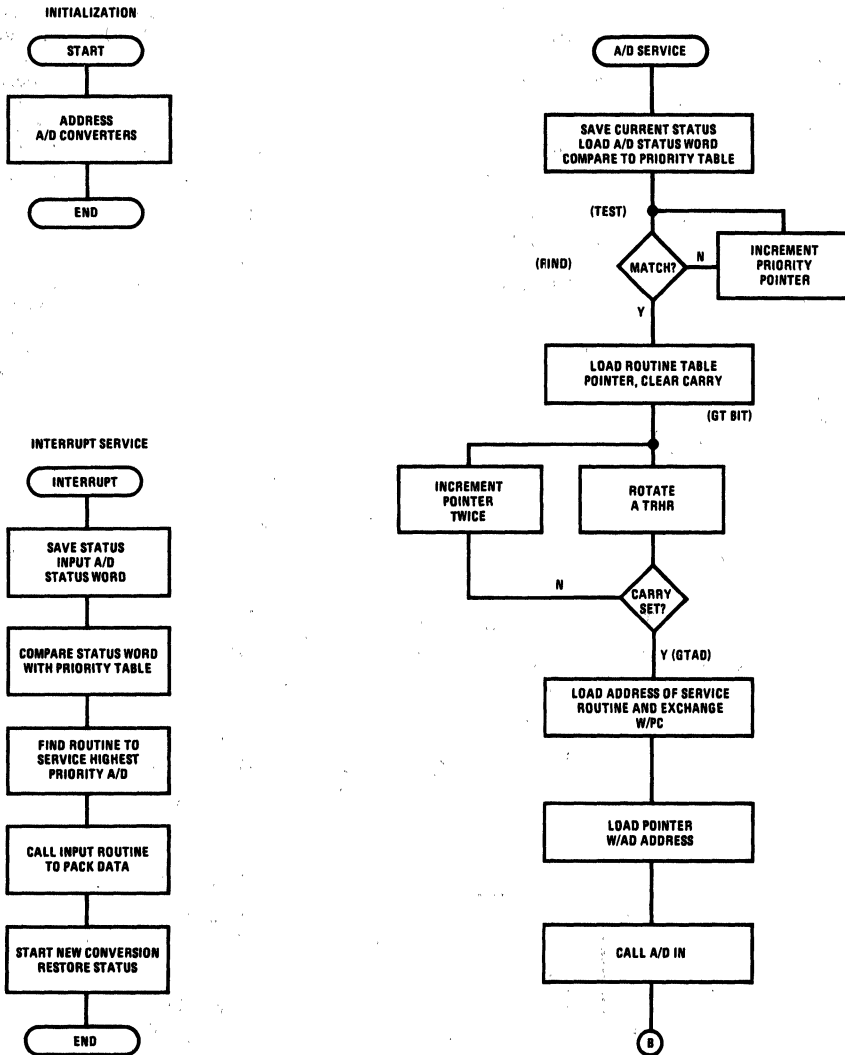 INITIALIZATION
START
ADDRESS
A/D CONVERTERS
END
INTERRUPT SERVICE
INTERRUPT
SAVE STATUS
INPUT A/D
STATUS WORD
COMPARE STATUS WORD
WITH PRIORITY TABLE
FIND ROUTINE TO
SERVICE HIGHEST
PRIORITY A/D
CALL INPUT ROUTINE
TO PACK DATA
START NEW CONVERSION
RESTORE STATUS
END
A/D SERVICE
SAVE CURRENT STATUS
LOAD A/D STATUS WORD
COMPARE TO PRIORITY TABLE
(TEST)
(FIND)
MATCH?
N
INCREMENT
PRIORITY
POINTER
Y
LOAD ROUTINE TABLE
POINTER, CLEAR CARRY
(GT BIT)
INCREMENT
POINTER
TWICE
ROTATE
A TRHR
N
CARRY
SET?
Y (GTAD)
LOAD ADDRESS OF SERVICE
ROUTINE AND EXCHANGE
W/PC
LOAD POINTER
W/AD ADDRESS
CALL A/D IN
B